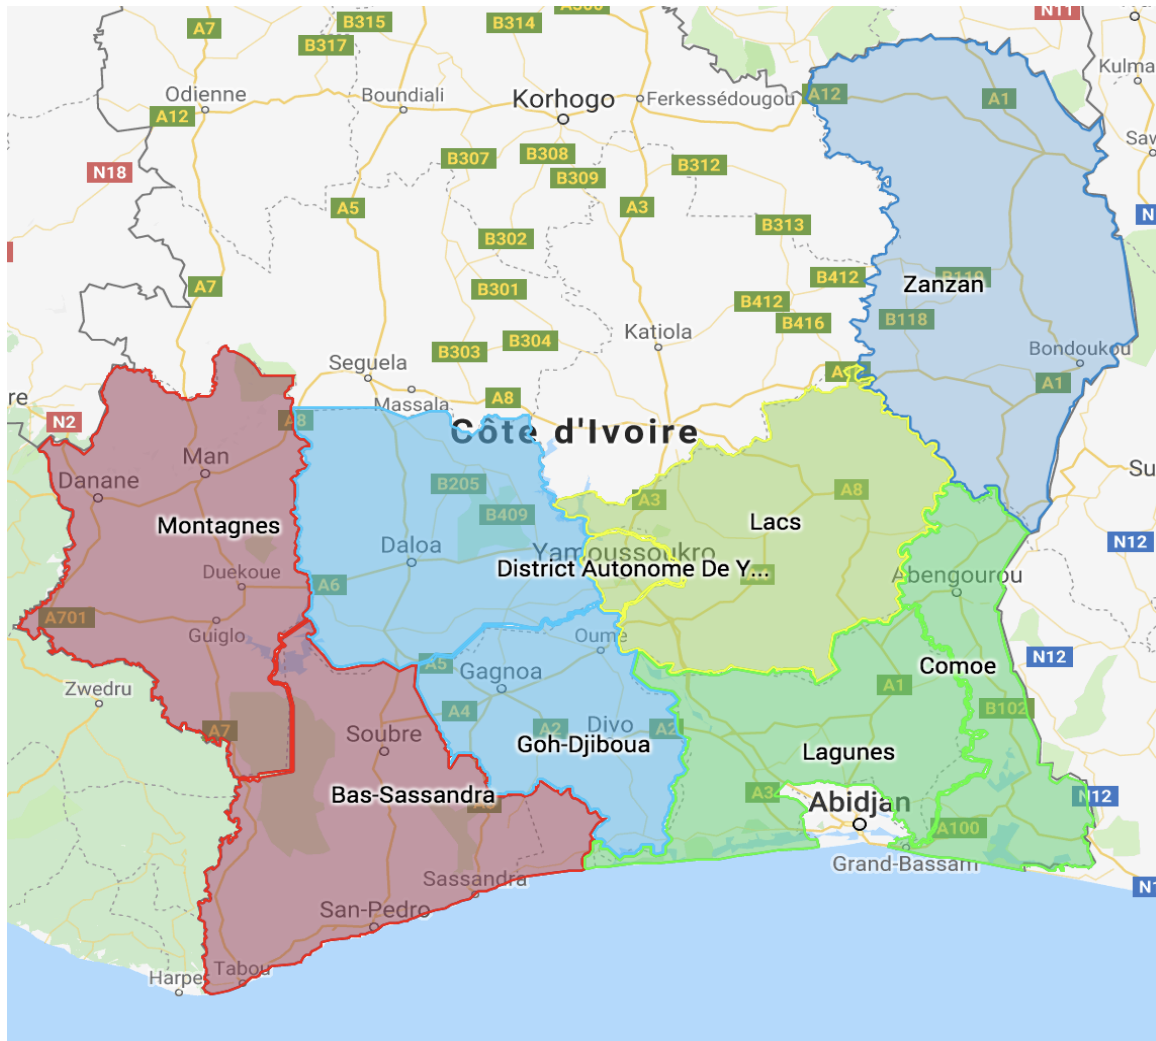 A7
B315
B314
N11
B317
Kulma
Odienne
Boundiali
Korhogo
Ferkessédougou
A12
A1
A12
N18
B307
B308
B309
B312
A5
A3
B313
B302
A7
B301
B412
B412
Zanzan
B118
B416
Katiola
B304
B303
Seguela
Bondoukou
A8
Massala
A1
N2
A8
Côte d'Ivoire
Man
Danane
B205
A3
A8
Lacs
B409
Montagnes
Daloa
Yamoussoukro
N12
District Autonome De Y...
Duekoue
A6
Abengourou
A701
Guiglo
Oume
Comoe
N12
A5
Gagnoa
A1
Zwedru
B102
A4
A7
Soubre
A2
Divo
A2
Goh-Djiboua
Lagunes
Bas-Sassandra
A3
Abidjan
N12
A100
Grand-Bassam
Sassandra
San-Pedro
Harpe
Tabou